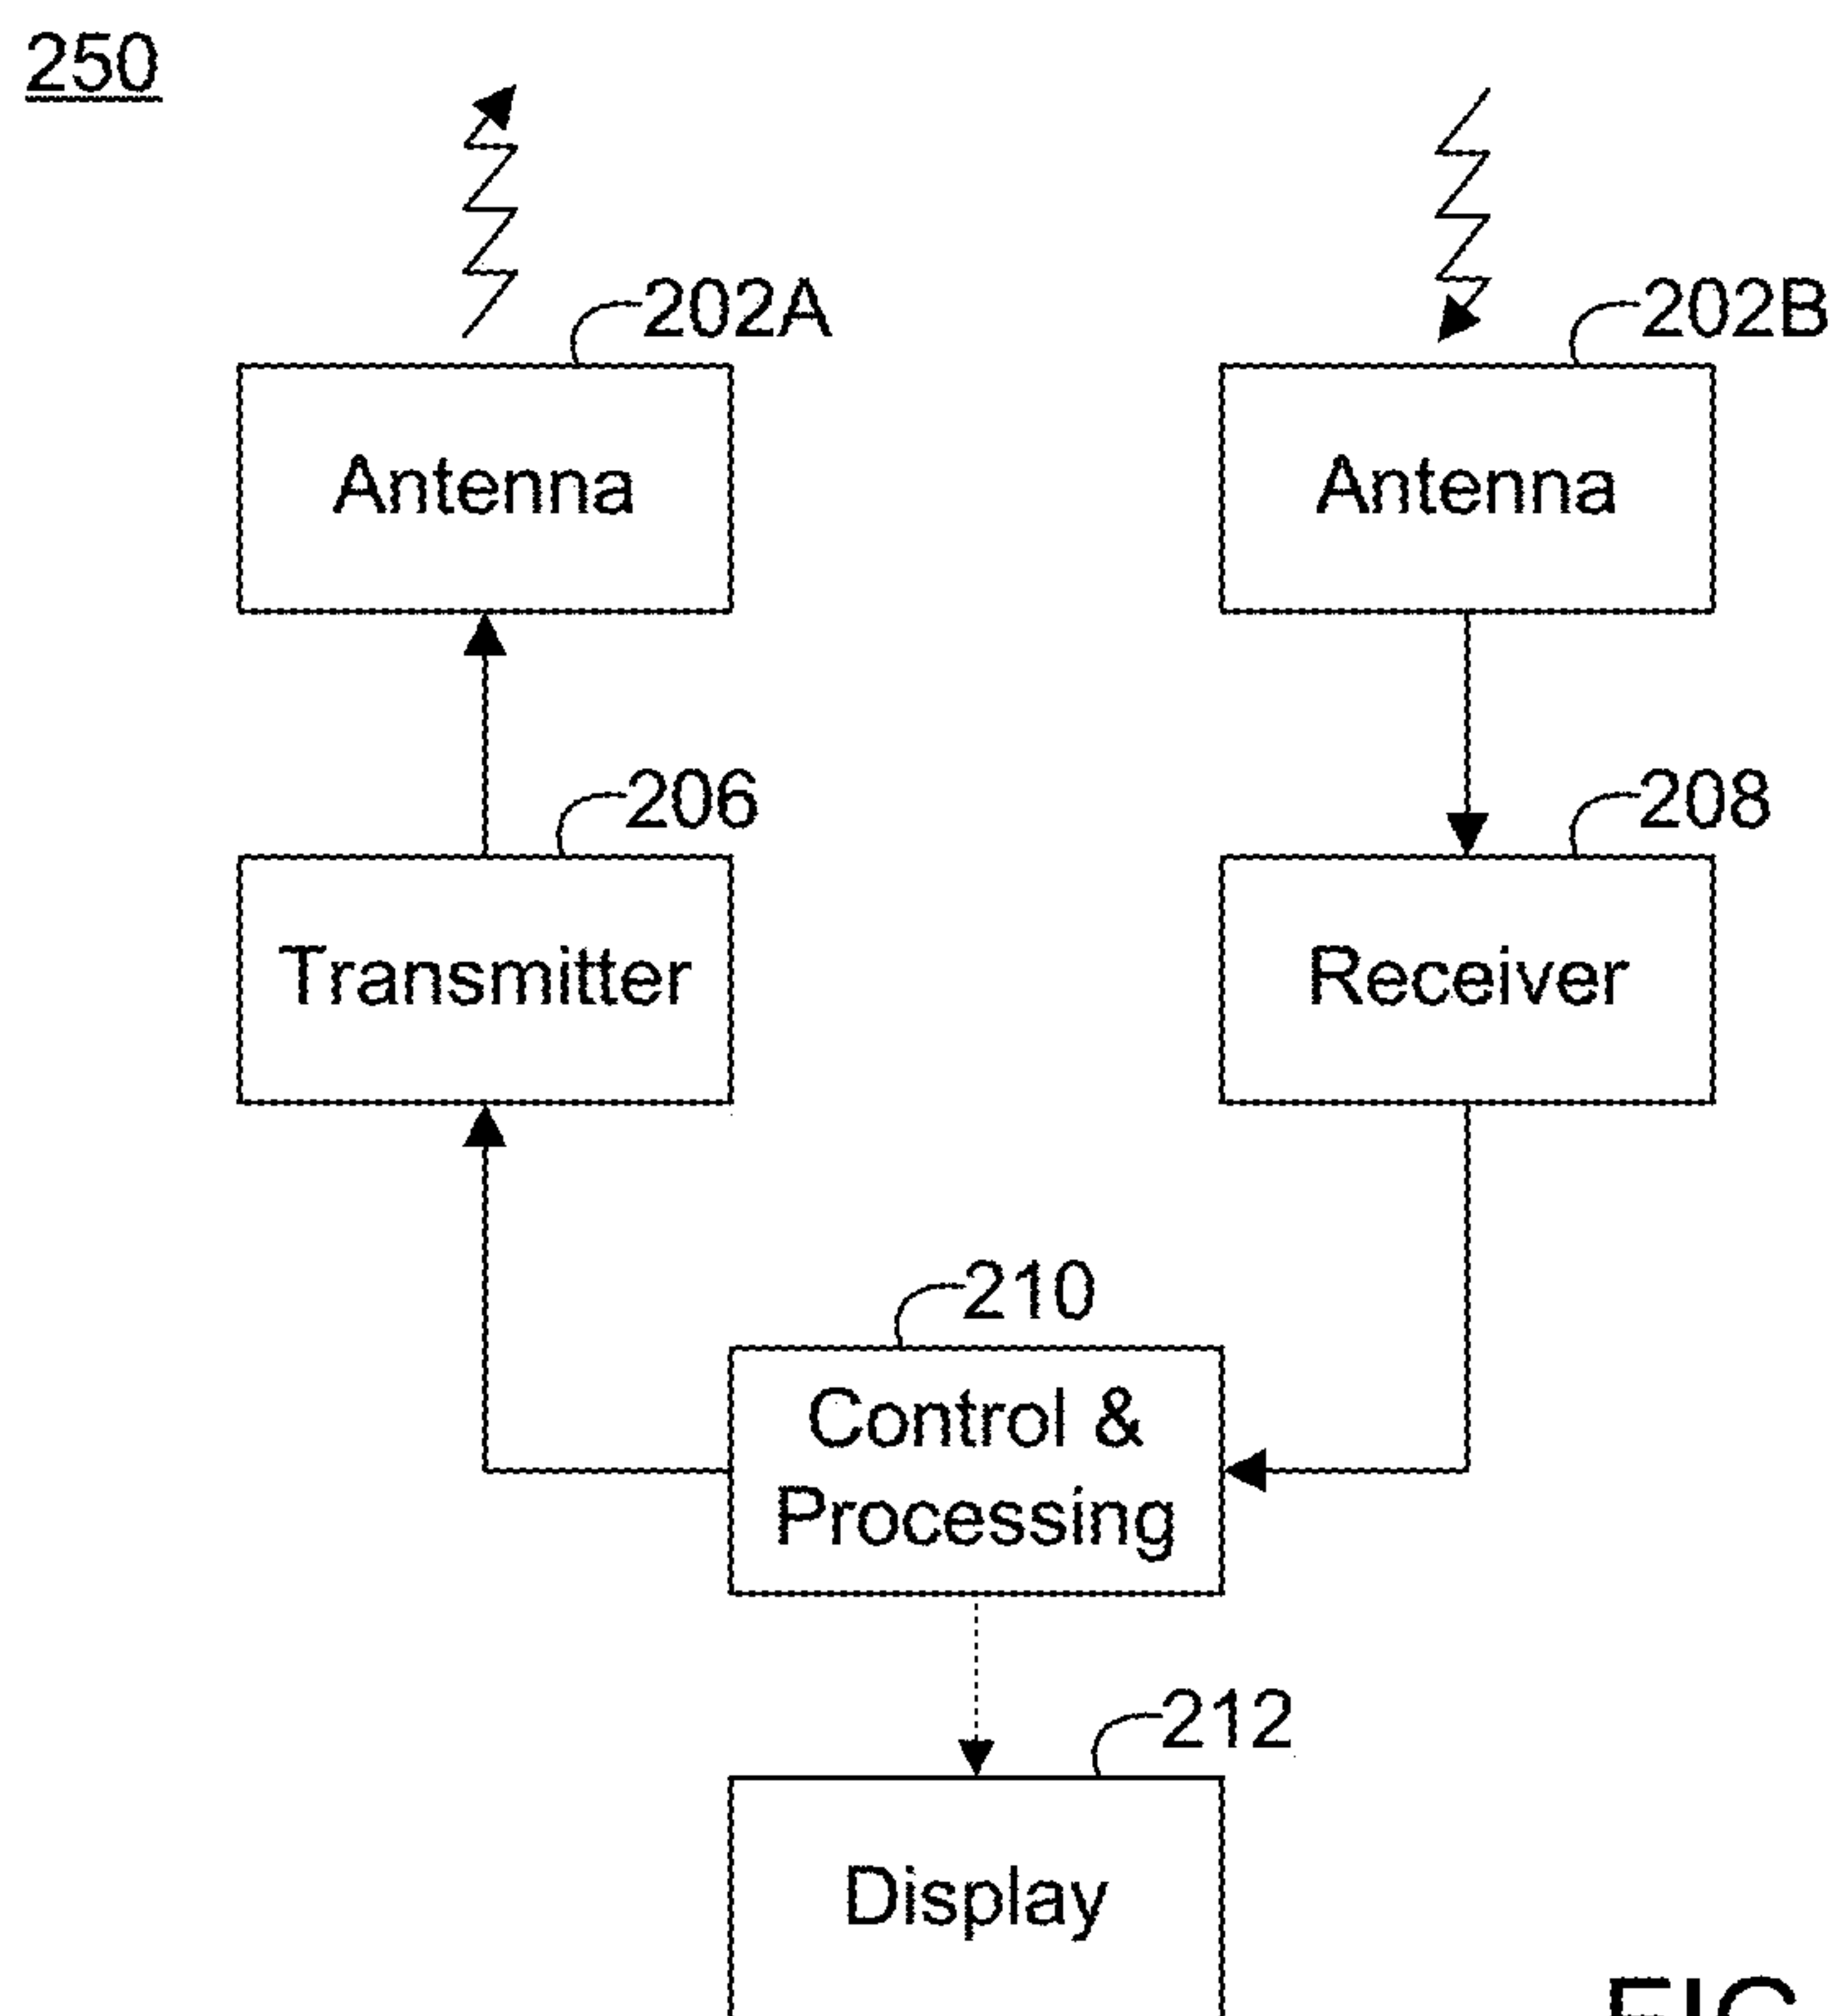 250
202A
202B
Antenna
Antenna
206
208
Transmitter
Receiver
210
Control &
Processing
212
Display